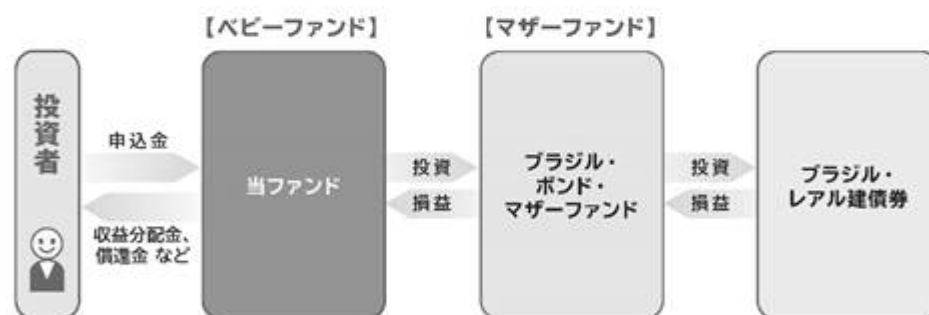 【ベビーファンド】
【マザーファンド】
投資者
申込金
収益分配金、
償還金 など
当ファンド
投資
損益
ブラジル・
ボンド・
マザーファンド
投資
損益
ブラジル・
レアル建債券